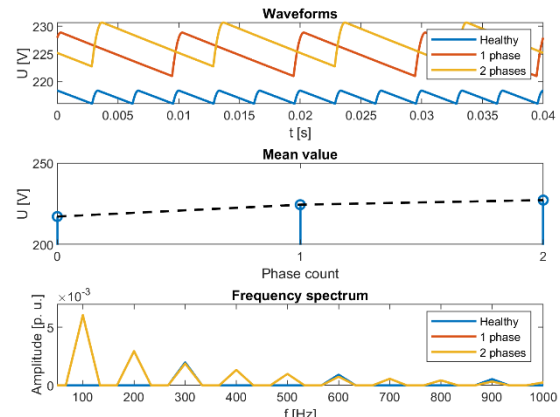 Waveforms
230
220
U [V]
Healthy
1 phase
2 phases
0 0.005 0.01 0.015 0.02 0.025 0.03 0.035 0.04
t [s]
Mean value
250
200
U [V]
0 1 2
Phase count
Frequency spectrum
×10⁻³
5
0
Amplitude [p. u.]
Healthy
1 phase
2 phases
100 200 300 400 500 600 700 800 900 1000
f [Hz]